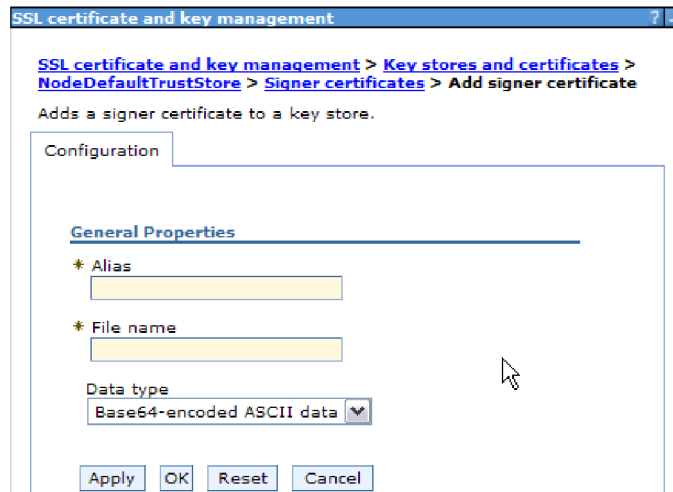 SSL certificate and key management ?
SSL certificate and key management > Key stores and certificates >
NodeDefaultTrustStore > Signer certificates > Add signer certificate
Adds a signer certificate to a key store.
Configuration
General Properties
* Alias
* File name
Data type
Base64-encoded ASCII data
Apply OK Reset Cancel